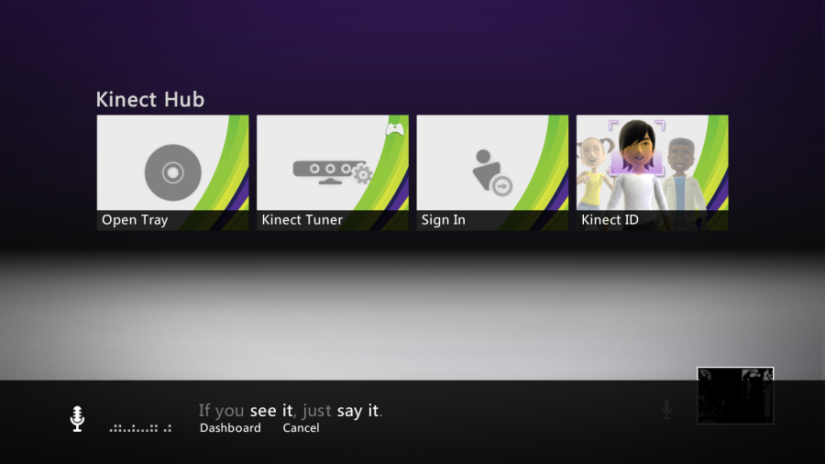 Kinect Hub
Open Tray
Kinect Tuner
Sign In
Kinect ID
If you see it, just say it.
Dashboard Cancel